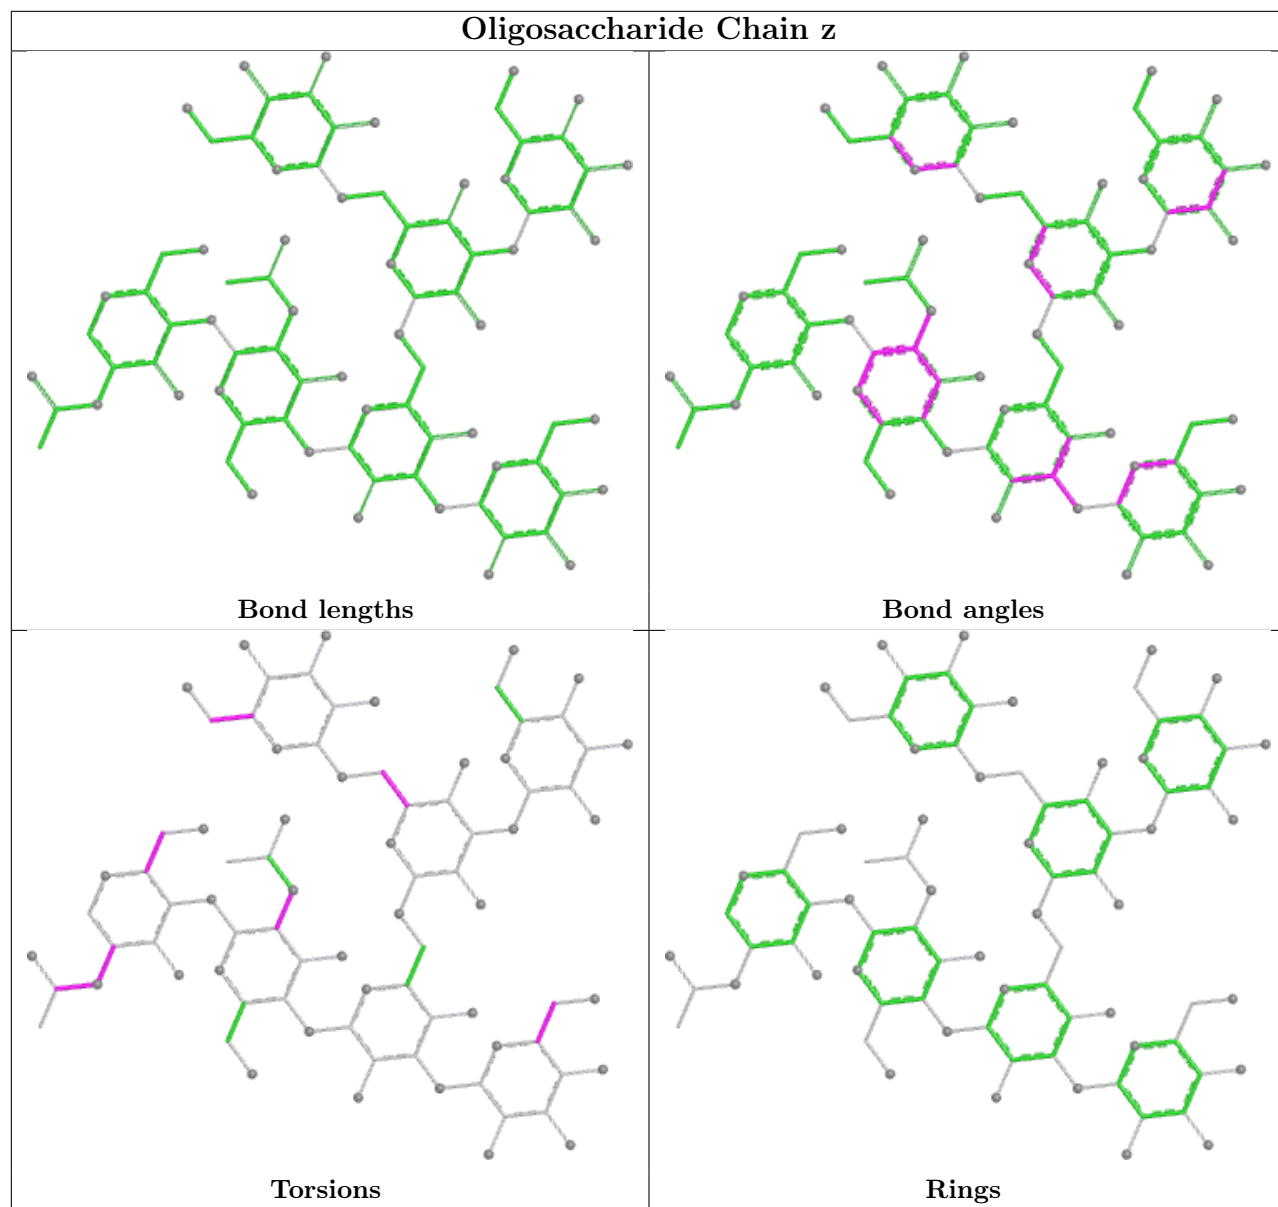 Oligosaccharide Chain z
Bond lengths
Bond angles
Torsions
Rings